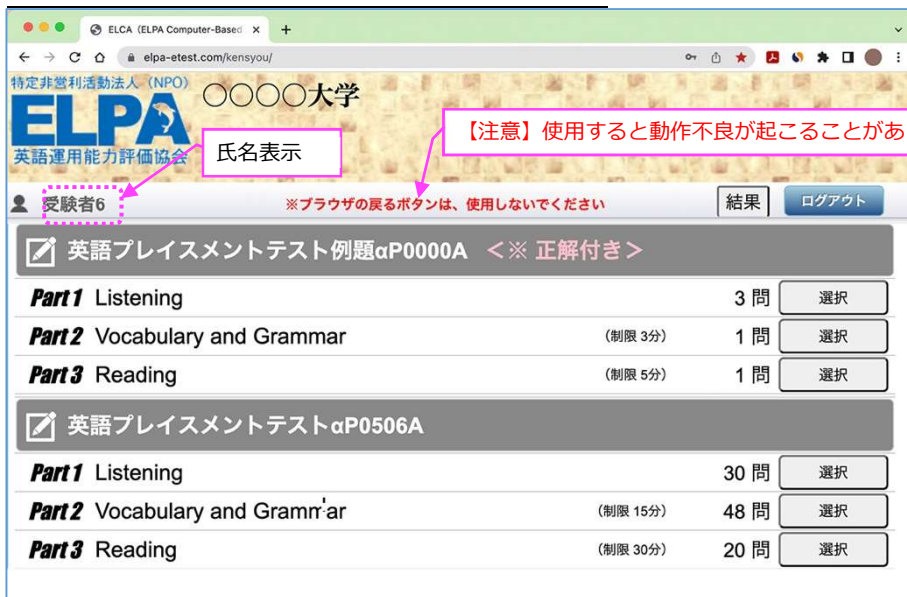 ELCA (ELPA Computer-Based
elpa-etest.com/kensyou/
特定非営利活動法人（NPO）
ELPA
英語運用能力評価協会
〇〇〇〇大学
【注意】使用すると動作不良が起こることがあ
氏名表示
受験者6
※ブラウザの戻るボタンは、使用しないでください
結果
ログアウト
英語プレイスメントテスト例題αP0000A ＜※ 正解付き＞
Part 1 Listening 3 問 選択
Part 2 Vocabulary and Grammar （制限 3分） 1 問 選択
Part 3 Reading （制限 5分） 1 問 選択
英語プレイスメントテストαP0506A
Part 1 Listening 30 問 選択
Part 2 Vocabulary and Grammar （制限 15分） 48 問 選択
Part 3 Reading （制限 30分） 20 問 選択